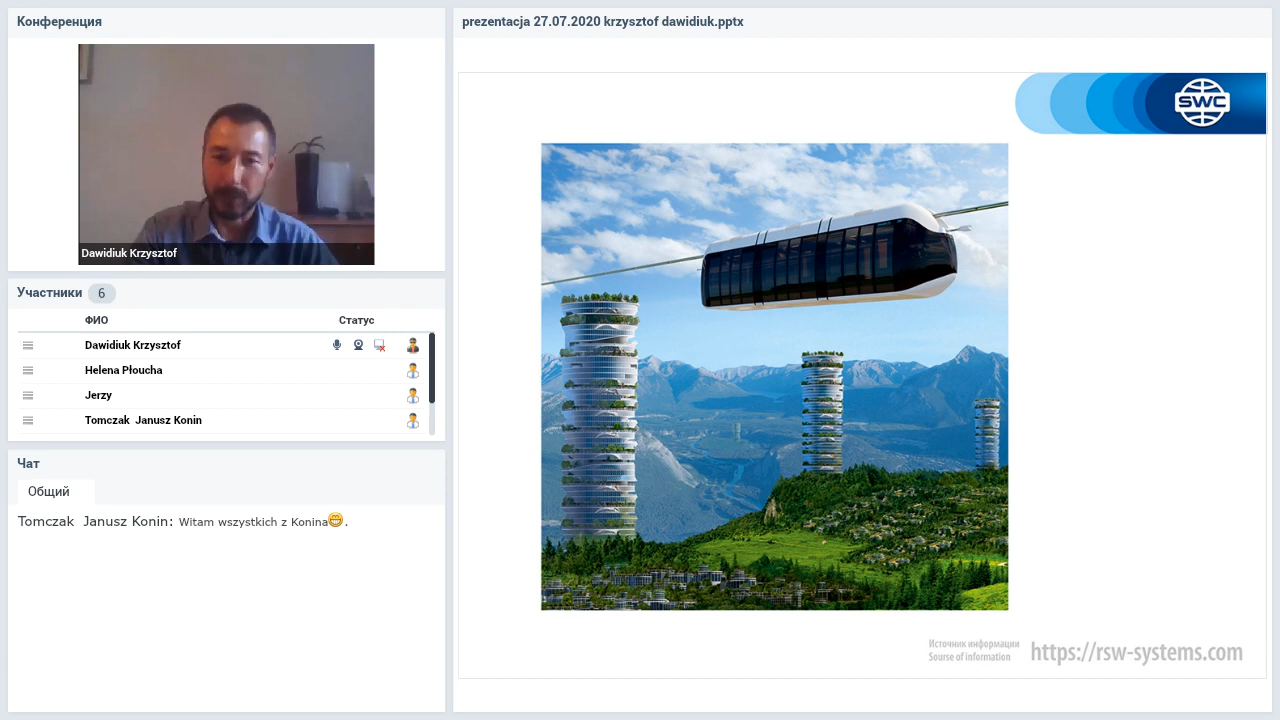 Конференция
Dawidiuk Krzysztof
Участники 6
ФИО Статус
Dawidiuk Krzysztof
Helena Płoucha
Jerzy
Tomczak Janusz Konin
Чат
Общий
Tomczak Janusz Konin: Witam wszystkich z Konina.
prezentacja 27.07.2020 krzysztof dawidiuk.pptx
SWC
Источник информации
Sourse of information
https://rsw-systems.com